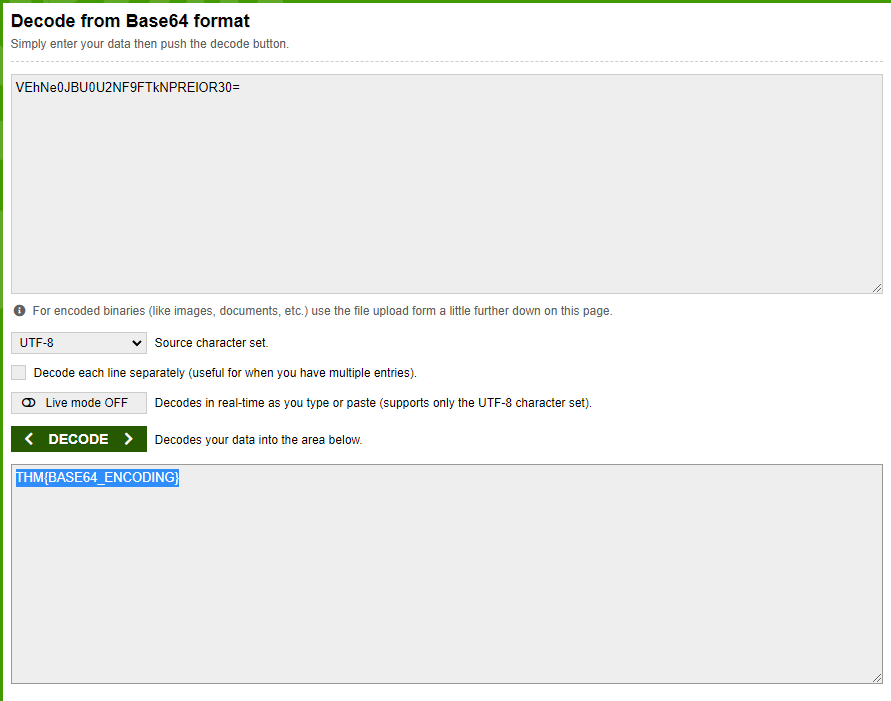 Decode from Base64 format
Simply enter your data then push the decode button.
VEhNe0JBU0U2NF9FTkNPRElOR30=
For encoded binaries (like images, documents, etc.) use the file upload form a little further down on this page.
UTF-8 Source character set.
Decode each line separately (useful for when you have multiple entries).
Live mode OFF Decodes in real-time as you type or paste (supports only the UTF-8 character set).
DECODE Decodes your data into the area below.
THM{BASE64_ENCODING}